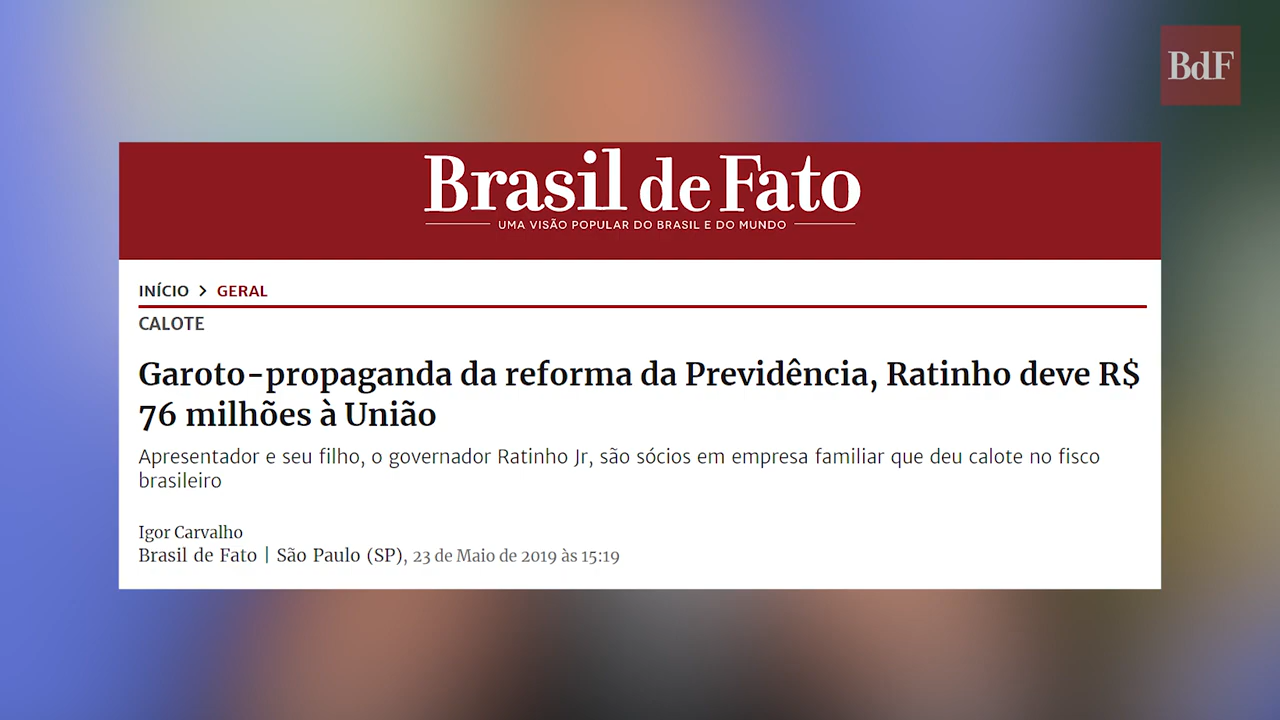 BdF
Brasil de Fato
UMA VISÃO POPULAR DO BRASIL E DO MUNDO
INÍCIO > GERAL
CALOTE
Garoto-propaganda da reforma da Previdência, Ratinho deve R$
76 milhões à União
Apresentador e seu filho, o governador Ratinho Jr, são sócios em empresa familiar que deu calote no fisco
brasileiro
Igor Carvalho
Brasil de Fato | São Paulo (SP), 23 de Maio de 2019 às 15:19